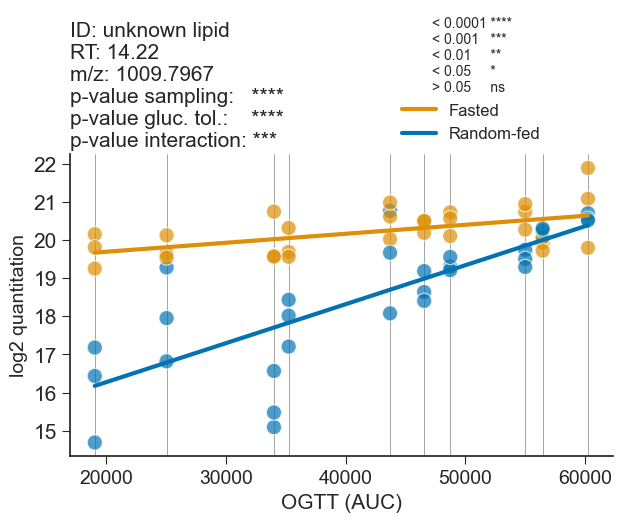 ID: unknown lipid
RT: 14.22
m/z: 1009.7967
p-value sampling: ****
p-value gluc. tol.: ****
p-value interaction: ***
< 0.0001 ****
< 0.001 ***
< 0.01 **
< 0.05 *
> 0.05 ns
Fasted
Random-fed
log2 quantitation
22
21
20
19
18
17
16
15
20000 30000 40000 50000 60000
OGTT (AUC)